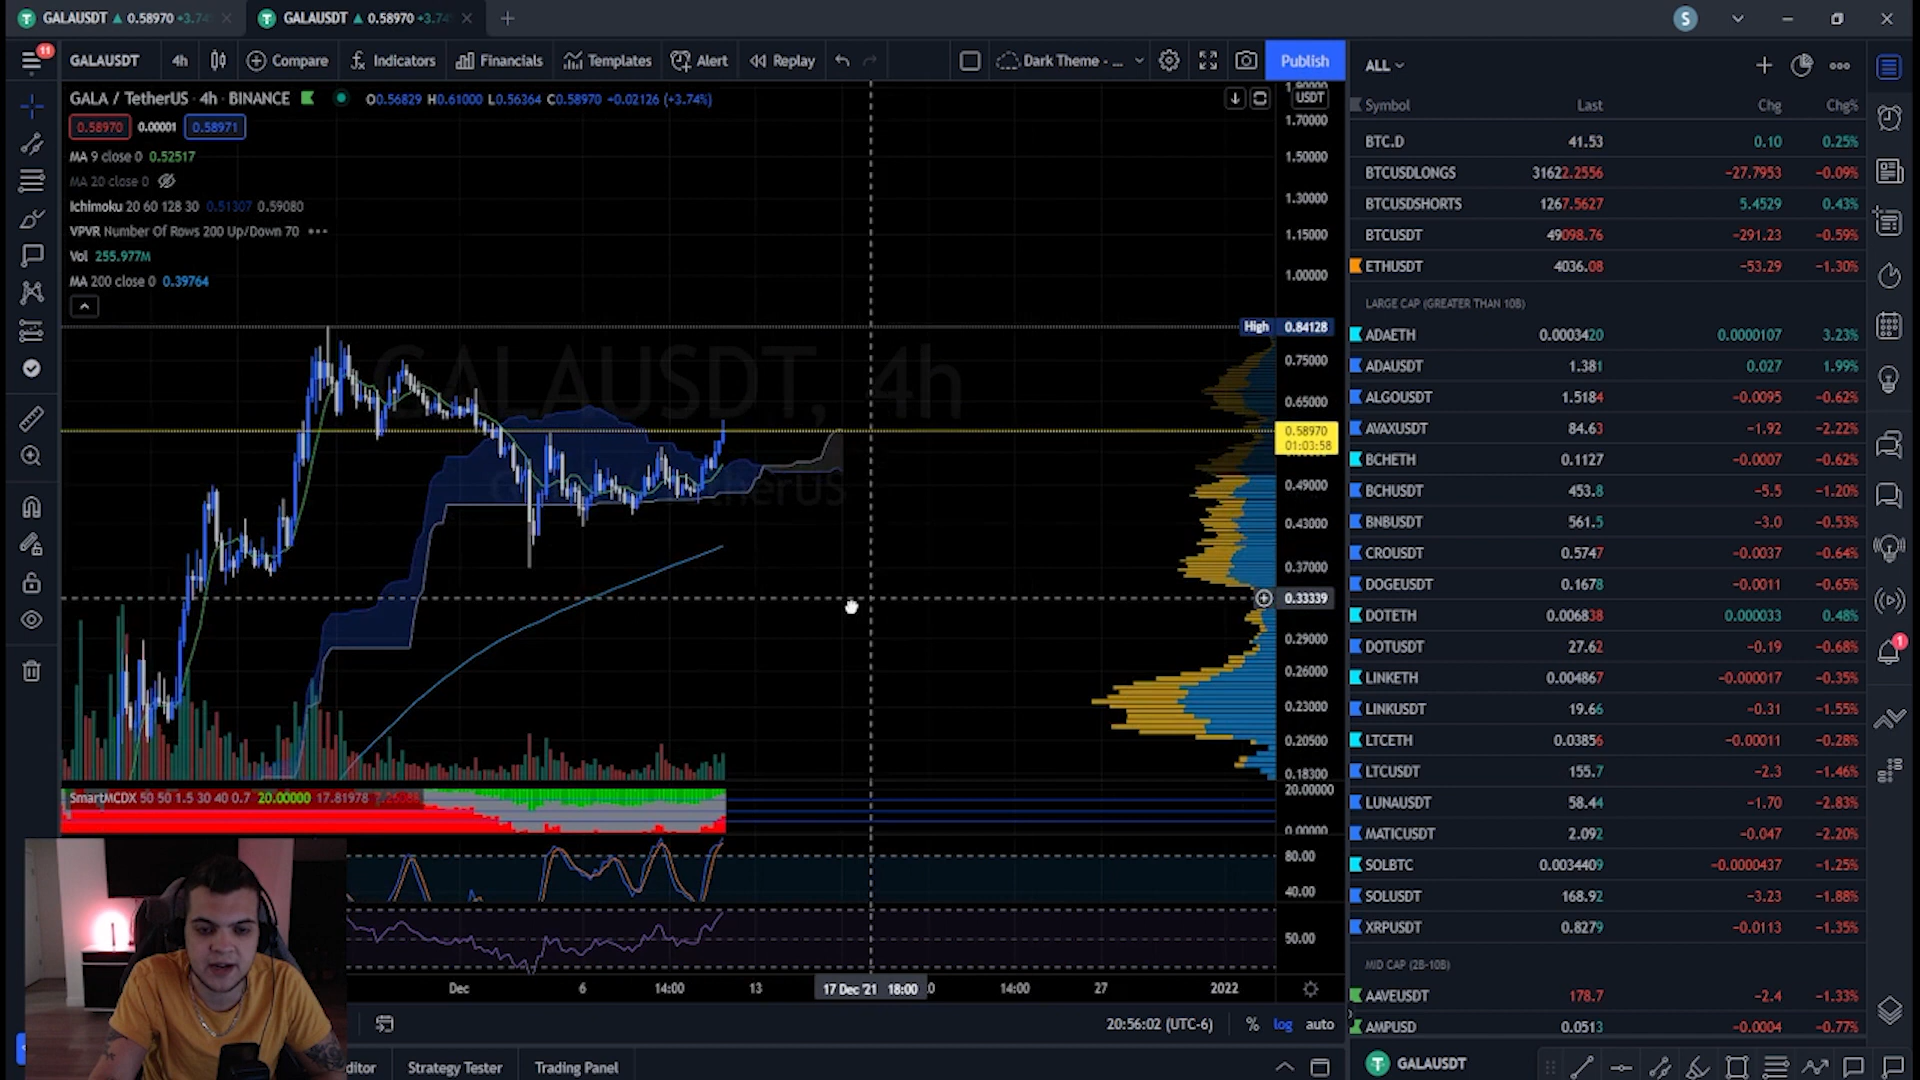 GALAUSDT ▲ 0.58970 +3.74
GALAUSDT ▲ 0.58970 +3.74
S
11
GALAUSDT 4h Compare Indicators Financials Templates Alert Replay Dark Theme - ... Publish
GALA / TetherUS · 4h · BINANCE O0.56829 H0.61000 L0.56364 C0.58970 +0.02126 (+3.74%)
0.58970 0.00001 0.58971
MA 9 close 0 0.52517
MA 20 close 0
Ichimoku 20 60 128 30 0.51307 0.59080
VPVR Number Of Rows 200 Up/Down 70
Vol 255.977M
MA 200 close 0 0.39764
GALAUSDT, 4h
USDT
1.70000
1.50000
1.30000
1.15000
1.00000
High 0.84128
0.75000
0.65000
0.58970
01:03:58
0.49000
0.43000
0.37000
0.33339
0.29000
0.26000
0.23000
0.20500
0.18300
20.00000
0.00000
80.00
40.00
50.00
SmartMCDX 50 50 1.5 30 40 0.7 20.00000 17.81978
Dec 6 14:00 13 17 Dec '21 18:00 14:00 27 2022
20:56:02 (UTC-6) % log auto
ditor Strategy Tester Trading Panel
ALL
Symbol Last Chg Chg%
BTC.D 41.53 0.10 0.25%
BTCUSDLONGS 31622.2556 -27.7953 -0.09%
BTCUSDSHORTS 1267.5627 5.4529 0.43%
BTCUSDT 49098.76 -291.23 -0.59%
ETHUSDT 4036.08 -53.29 -1.30%
LARGE CAP (GREATER THAN 10B)
ADAETH 0.0003420 0.0000107 3.23%
ADAUSDT 1.381 0.027 1.99%
ALGOUSDT 1.5184 -0.0095 -0.62%
AVAXUSDT 84.63 -1.92 -2.22%
BCHETH 0.1127 -0.0007 -0.62%
BCHUSDT 453.8 -5.5 -1.20%
BNBUSDT 561.5 -3.0 -0.53%
CROUSDT 0.5747 -0.0037 -0.64%
DOGEUSDT 0.1678 -0.0011 -0.65%
DOTETH 0.006838 0.000033 0.48%
DOTUSDT 27.62 -0.19 -0.68%
LINKETH 0.004867 -0.000017 -0.35%
LINKUSDT 19.66 -0.31 -1.55%
LTCETH 0.03856 -0.00011 -0.28%
LTCUSDT 155.7 -2.3 -1.46%
LUNAUSDT 58.44 -1.70 -2.83%
MATICUSDT 2.092 -0.047 -2.20%
SOLBTC 0.0034409 -0.0000437 -1.25%
SOLUSDT 168.92 -3.23 -1.88%
XRPUSDT 0.8279 -0.0113 -1.35%
MID CAP (2B-10B)
AAVEUSDT 178.7 -2.4 -1.33%
AMPUSD 0.0513 -0.0004 -0.77%
GALAUSDT
1